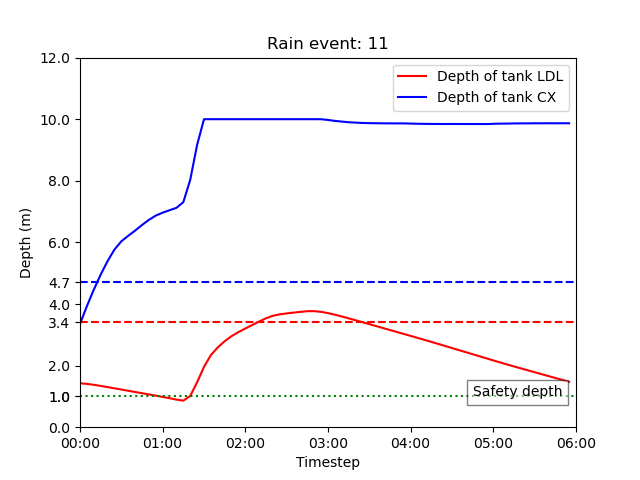 Rain event: 11
Depth of tank LDL
Depth of tank CX
Depth (m)
12.0
10.0
8.0
6.0
4.7
4.0
3.4
2.0
1.0
0.0
Safety depth
00:00 01:00 02:00 03:00 04:00 05:00 06:00
Timestep